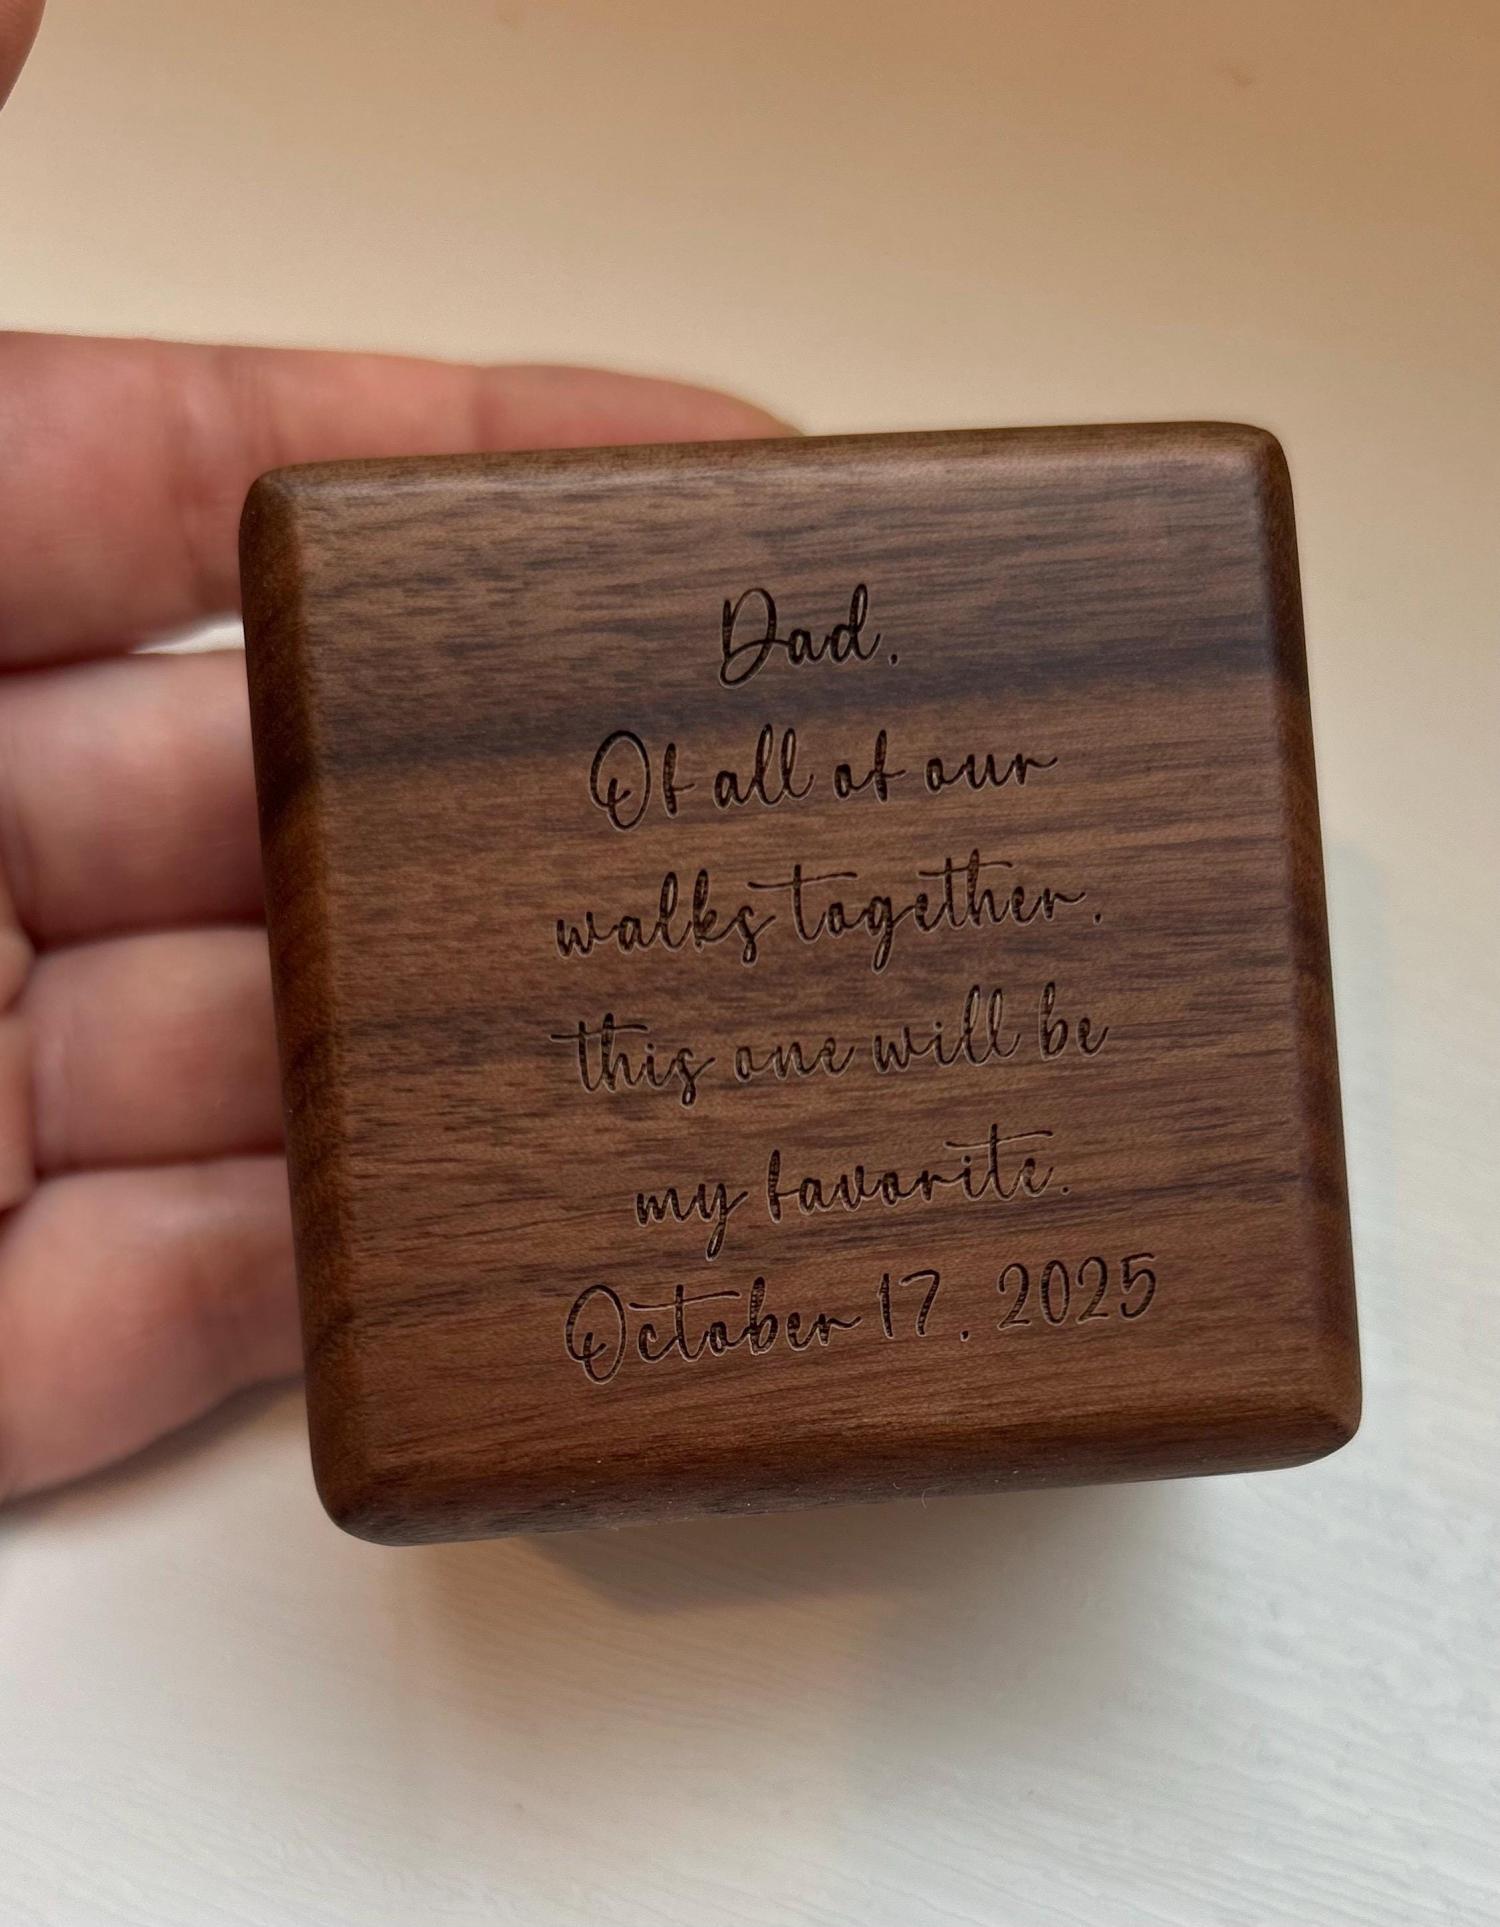 Dad,
Of all of our
walks together,
this one will be
my favorite.
October 17, 2025